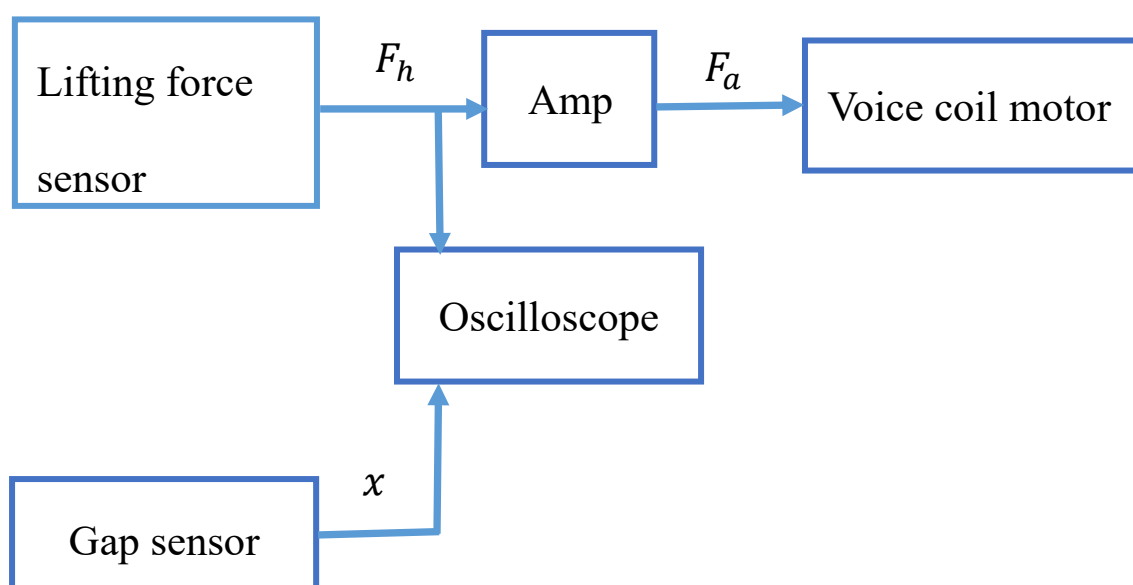 Lifting force
sensor
F_h
Amp
F_a
Voice coil motor
Oscilloscope
x
Gap sensor